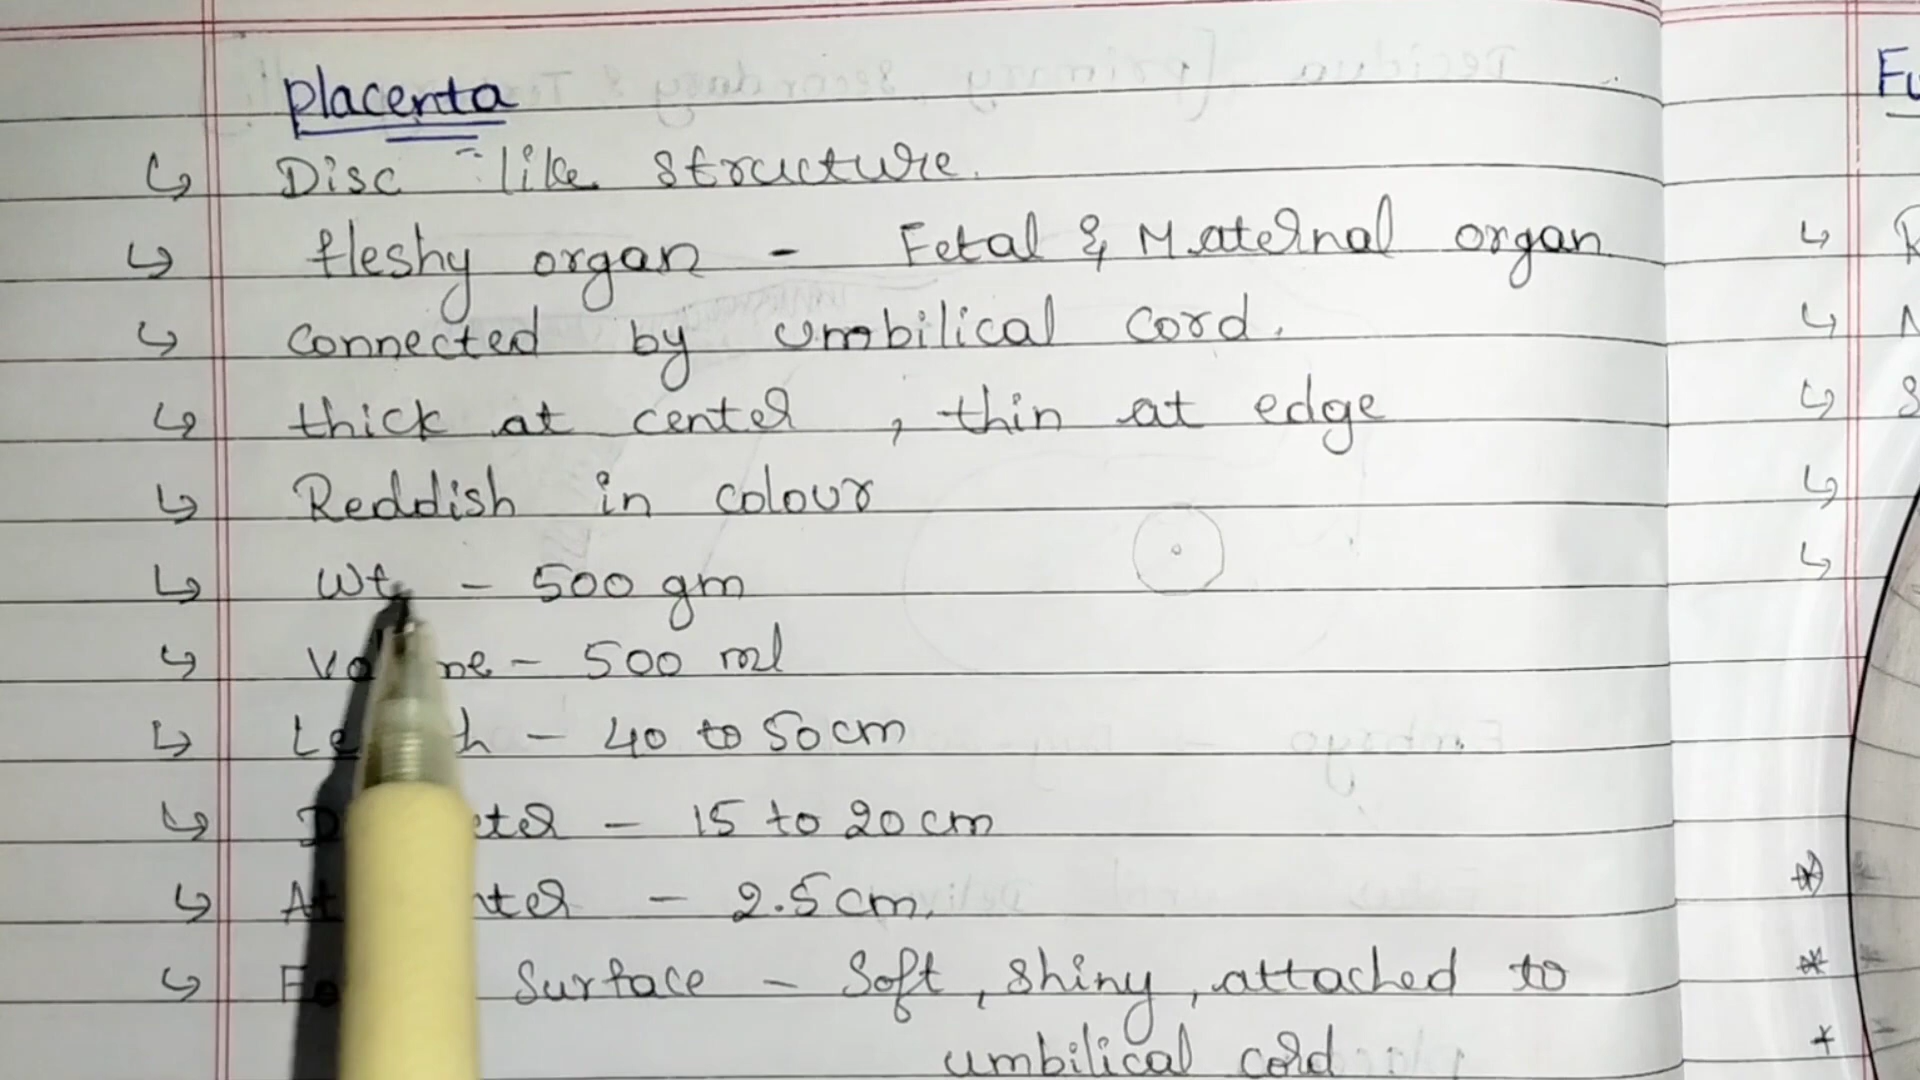 Placenta
Disc - like structure.
fleshy organ - Fetal & Maternal organ
connected by umbilical cord.
thick at center , thin at edge
Reddish in colour
Wt. - 500 gm
- 500 ml
- 40 to 50 cm
- 15 to 20 cm
- 2.5 cm.
Surface - Soft, shiny, attached to
umbilical cord